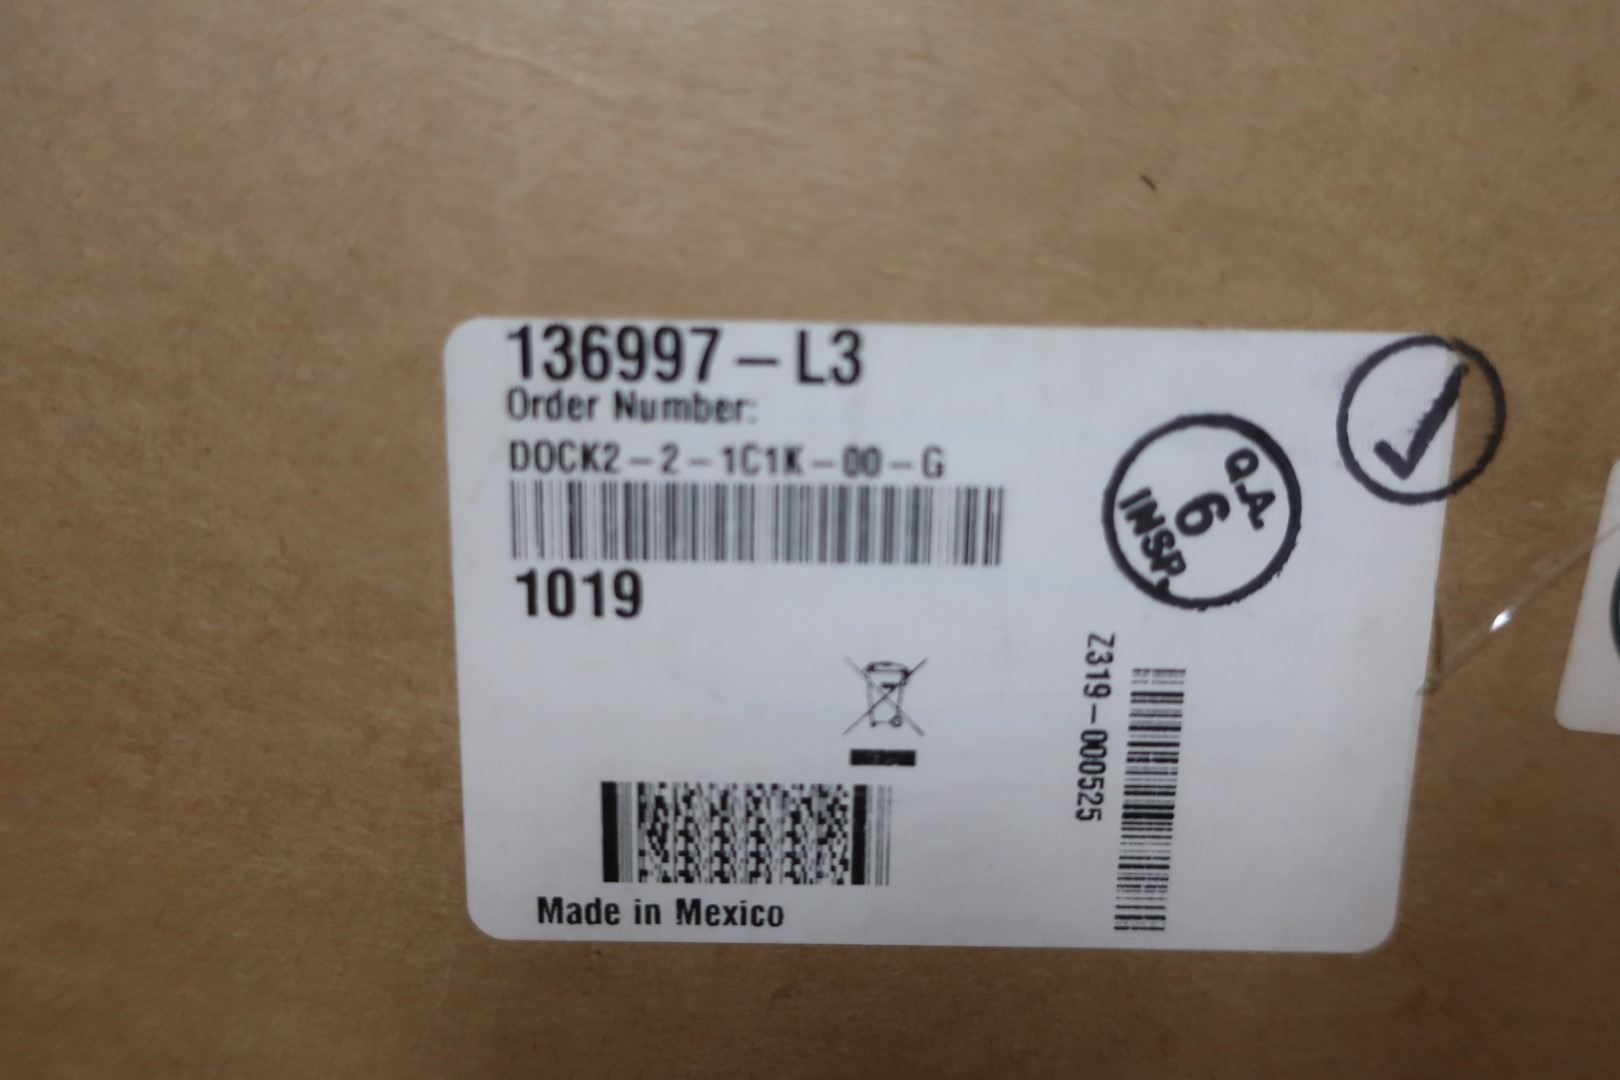 136997-L3
Order Number:
DOCK2-2-1C1K-00-G
1019
Q.A.
6
INSP.
Z319-000525
Made in Mexico